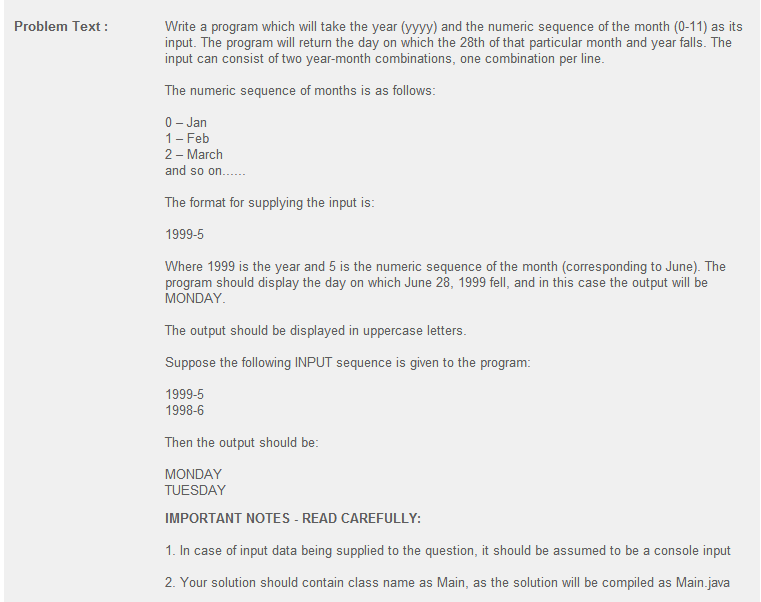 Problem Text :
Write a program which will take the year (yyyy) and the numeric sequence of the month (0-11) as its
input. The program will return the day on which the 28th of that particular month and year falls. The
input can consist of two year-month combinations, one combination per line.
The numeric sequence of months is as follows:
0 – Jan
1 – Feb
2 – March
and so on......
The format for supplying the input is:
1999-5
Where 1999 is the year and 5 is the numeric sequence of the month (corresponding to June). The
program should display the day on which June 28, 1999 fell, and in this case the output will be
MONDAY.
The output should be displayed in uppercase letters.
Suppose the following INPUT sequence is given to the program:
1999-5
1998-6
Then the output should be:
MONDAY
TUESDAY
IMPORTANT NOTES - READ CAREFULLY:
1. In case of input data being supplied to the question, it should be assumed to be a console input
2. Your solution should contain class name as Main, as the solution will be compiled as Main.java